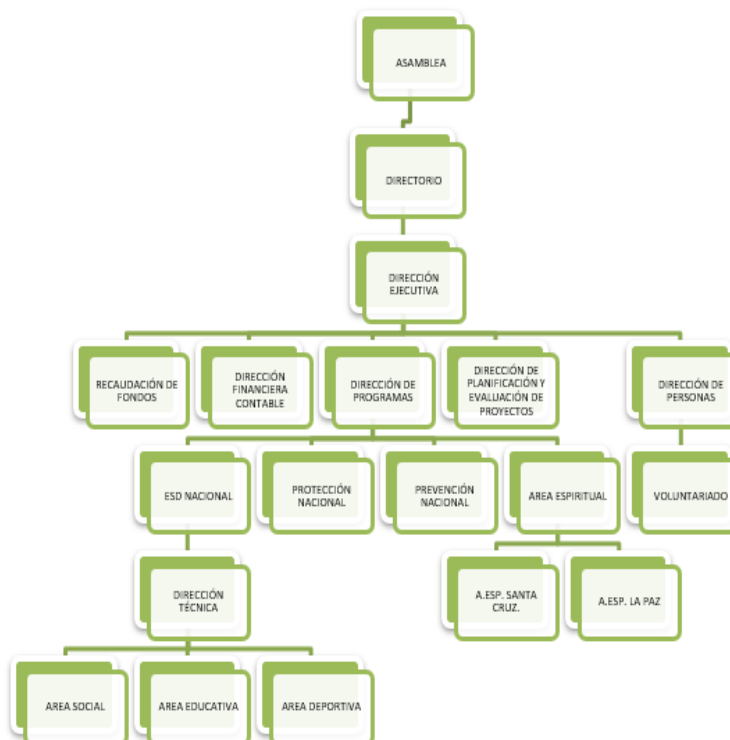 ASAMBLEA
DIRECTORIO
DIRECCIÓN
EJECUTIVA
RECAUDACIÓN DE
FONDOS
DIRECCIÓN
FINANCIERA
CONTABLE
DIRECCIÓN DE
PROGRAMAS
DIRECCIÓN DE
PLANIFICACIÓN Y
EVALUACIÓN DE
PROYECTOS
DIRECCIÓN DE
PERSONAS
ESD NACIONAL
PROTECCIÓN
NACIONAL
PREVENCIÓN
NACIONAL
AREA ESPIRITUAL
VOLUNTARIADO
DIRECCIÓN
TÉCNICA
A.ESP. SANTA
CRUZ.
A.ESP. LA PAZ
AREA SOCIAL
AREA EDUCATIVA
AREA DEPORTIVA